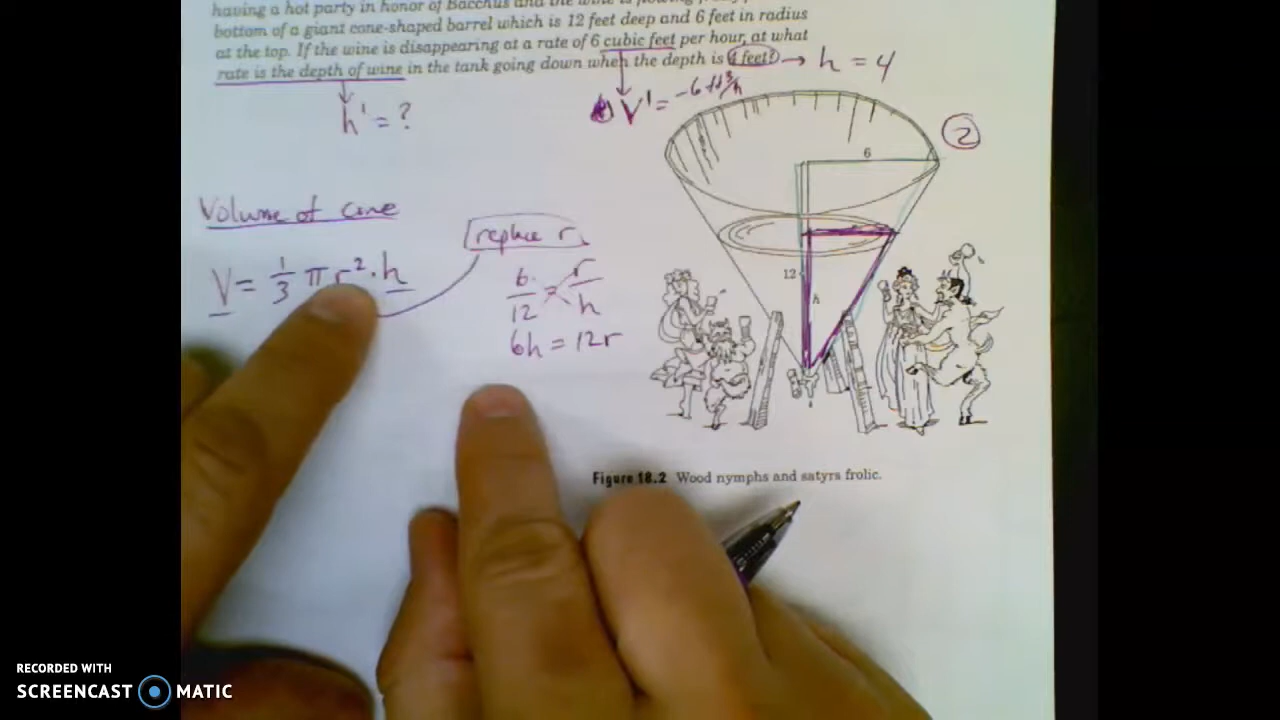 having a hot party in honor of Bacchus and the wine is
bottom of a giant cone-shaped barrel which is 12 feet deep and 6 feet in radius
at the top. If the wine is disappearing at a rate of 6 cubic feet per hour, at what
rate is the depth of wine in the tank going down when the depth is 4 feet? → h = 4
h' = ?
V' = -6 ft³/h
2
6
12
h
Volume of cone
V = 1/3 π r² · h
replace r
6/12 = r/h
6h = 12r
Figure 18.2 Wood nymphs and satyrs frolic.
RECORDED WITH
SCREENCAST MATIC